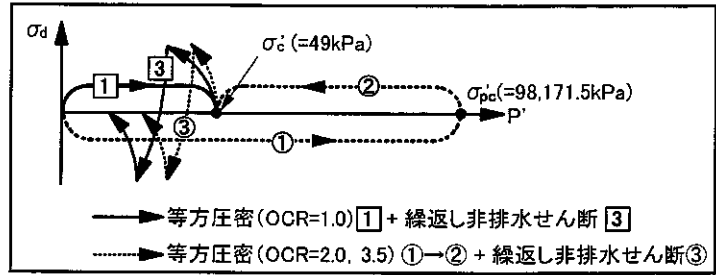 σd
σ'c (=49kPa)
1
3
②
σ'pc(=98,171.5kPa)
P'
③
①
等方圧密(OCR=1.0) 1 + 繰返し非排水せん断 3
等方圧密(OCR=2.0, 3.5) ①→② + 繰返し非排水せん断③